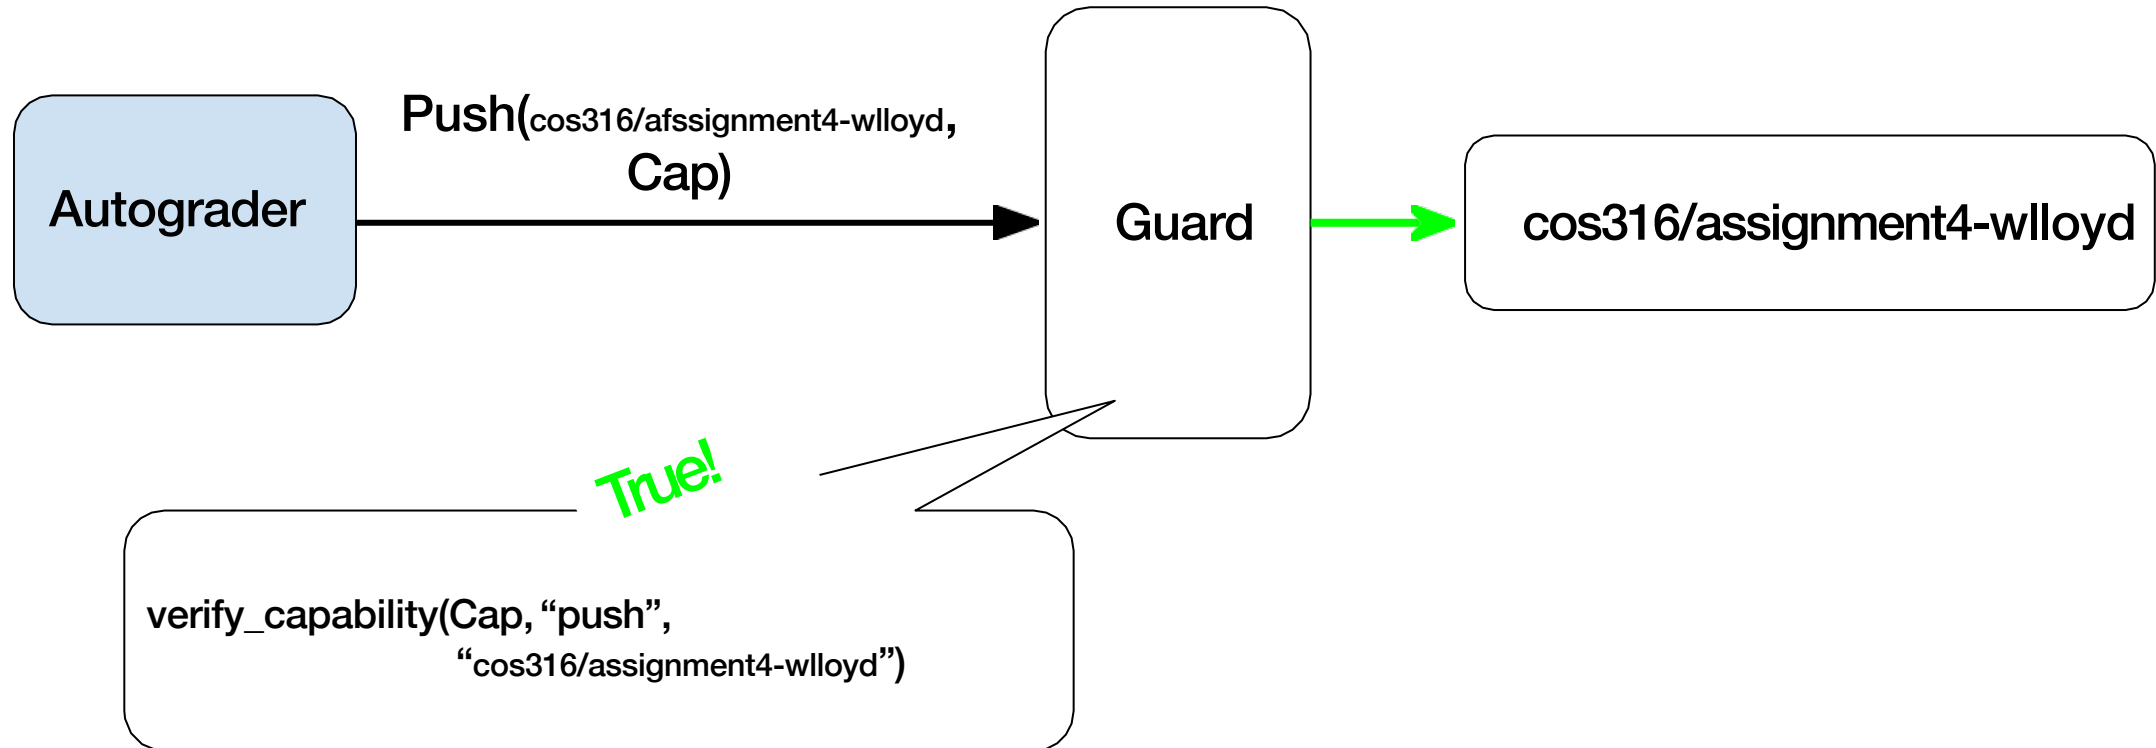 Autograder
Push(cos316/afssignment4-wlloyd,
Cap)
Guard
cos316/assignment4-wlloyd
True!
verify_capability(Cap, “push”,
“cos316/assignment4-wlloyd”)